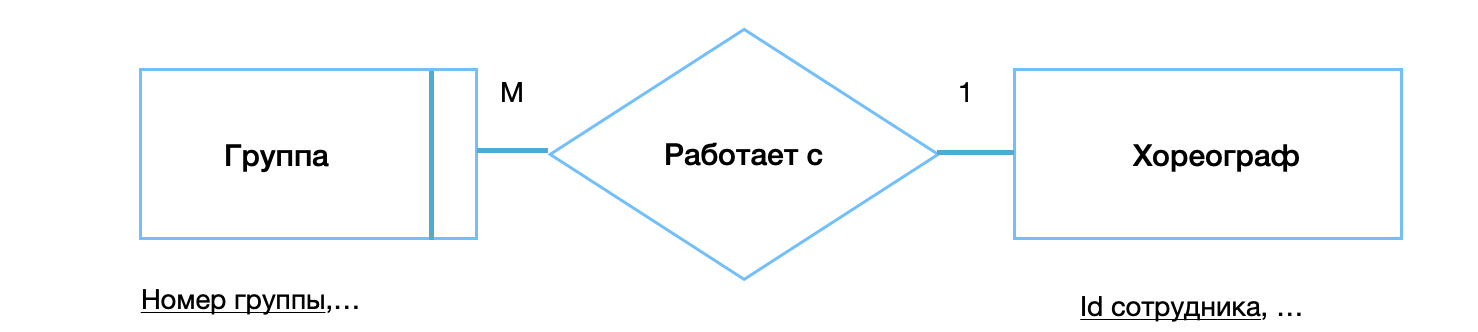 М
1
Группа
Работает с
Хореограф
Номер группы,...
Id сотрудника, ...